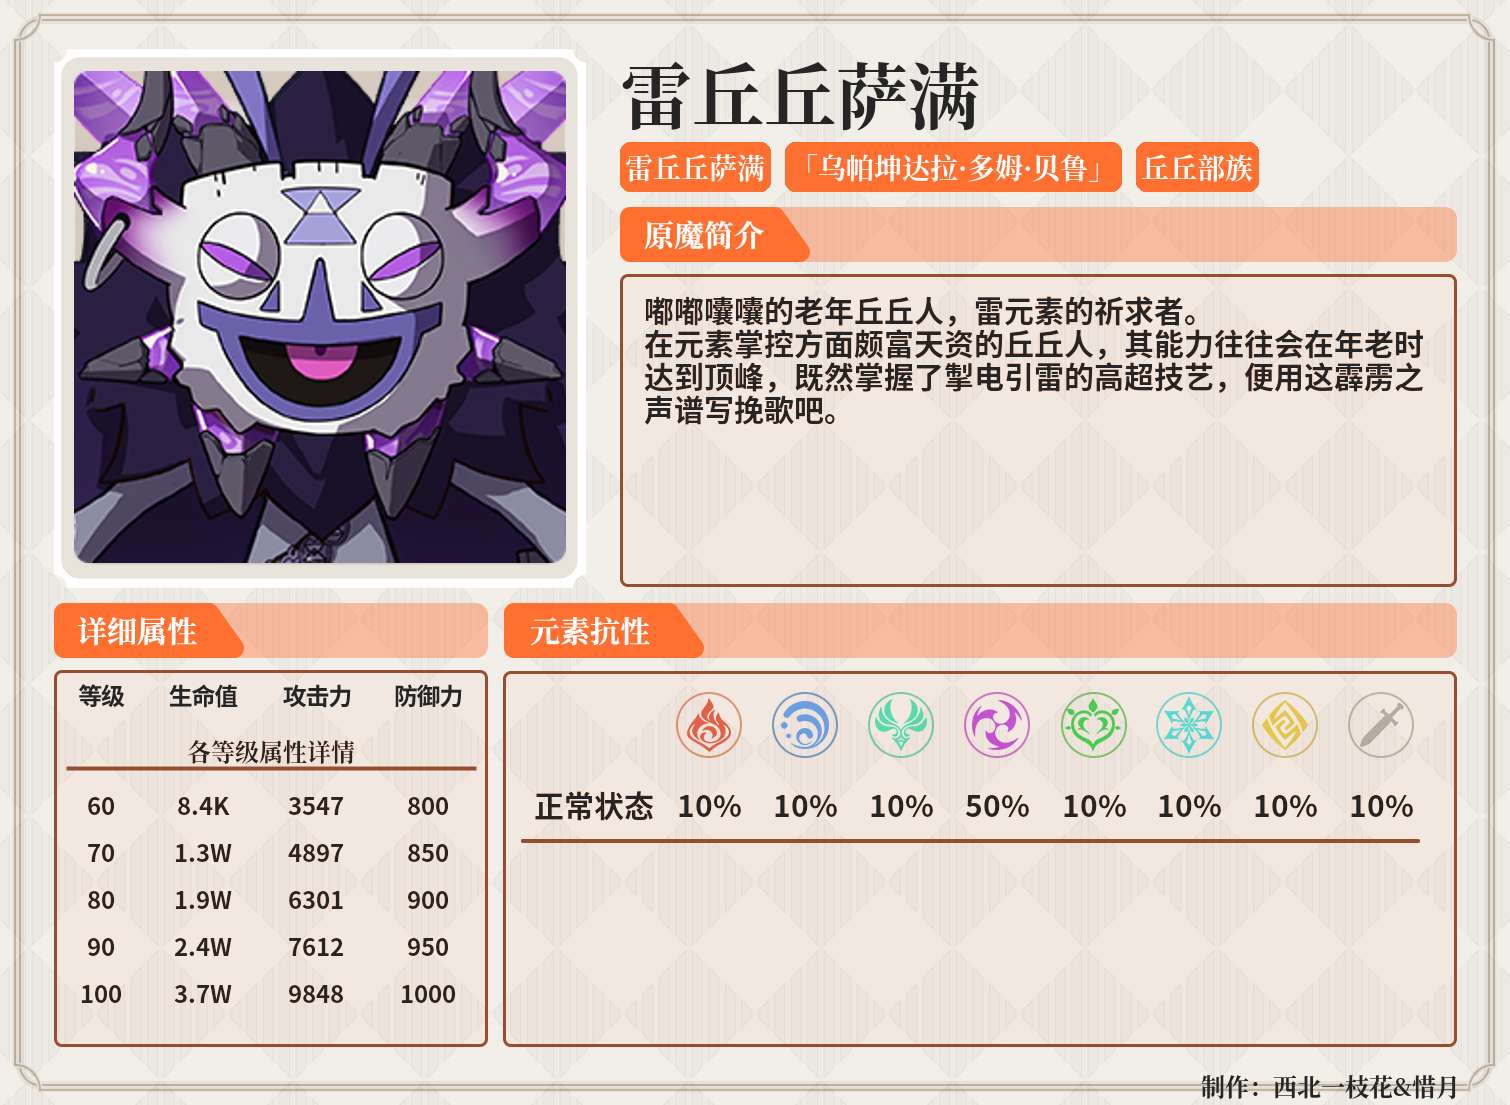 雷丘丘萨满
雷丘丘萨满 「乌帕坤达拉·多姆·贝鲁」 丘丘部族
原魔简介
嘟嘟囔囔的老年丘丘人，雷元素的祈求者。
在元素掌控方面颇富天资的丘丘人，其能力往往会在年老时
达到顶峰，既然掌握了掣电引雷的高超技艺，便用这霹雳之
声谱写挽歌吧。
详细属性
等级 生命值 攻击力 防御力
各等级属性详情
60 8.4K 3547 800
70 1.3W 4897 850
80 1.9W 6301 900
90 2.4W 7612 950
100 3.7W 9848 1000
元素抗性
正常状态 10% 10% 10% 50% 10% 10% 10% 10%
制作：西北一枝花&惜月